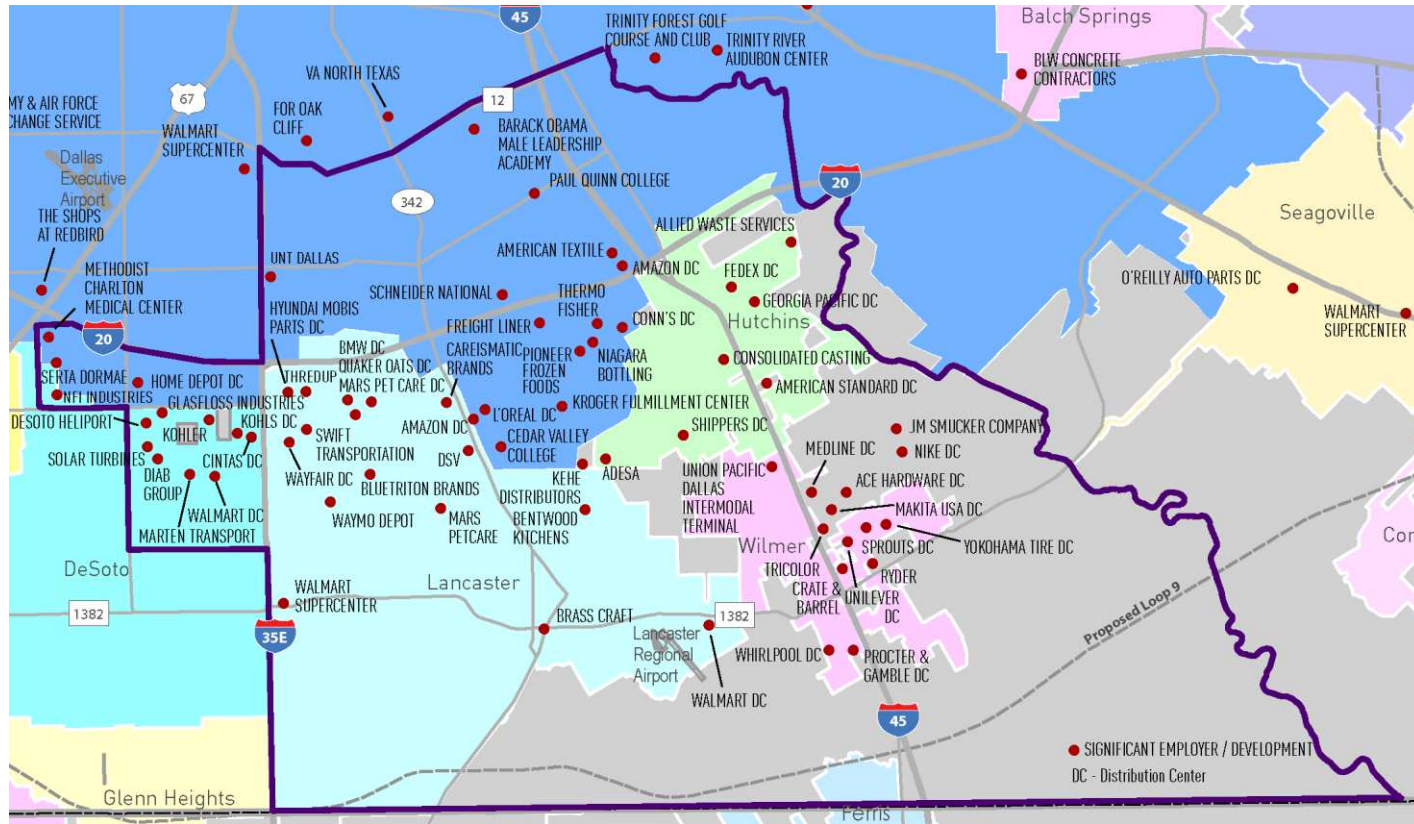 45
TRINITY FOREST GOLF
COURSE AND CLUB
TRINITY RIVER
AUDUBON CENTER
Balch Springs
BLW CONCRETE
CONTRACTORS
VA NORTH TEXAS
67
FOR OAK
CLIFF
12
MY & AIR FORCE
CHANGE SERVICE
WALMART
SUPERCENTER
BARACK OBAMA
MALE LEADERSHIP
ACADEMY
Dallas
Executive
Airport
PAUL QUINN COLLEGE
20
342
THE SHOPS
AT REDBIRD
Seagoville
ALLIED WASTE SERVICES
METHODIST
CHARLTON
MEDICAL CENTER
UNT DALLAS
AMERICAN TEXTILE
AMAZON DC
FEDEX DC
O'REILLY AUTO PARTS DC
SCHNEIDER NATIONAL
THERMO
FISHER
GEORGIA PACIFIC DC
HYUNDAI MOBIS
PARTS DC
WALMART
SUPERCENTER
20
FREIGHT LINER
CONN'S DC
Hutchins
BMW DC
QUAKER OATS DC
MARS PET CARE DC
CAREISMATIC
BRANDS
PIONEER
FROZEN
FOODS
NIAGARA
BOTTLING
CONSOLIDATED CASTING
SERTA DORMAE
HOME DEPOT DC
THREDUP
AMERICAN STANDARD DC
NFI INDUSTRIES
GLASFLOSS INDUSTRIES
KROGER FULFILLMENT CENTER
DESOTO HELIPORT
KOHLER
KOHLS DC
AMAZON DC
L'OREAL DC
SHIPPERS DC
JM SMUCKER COMPANY
SOLAR TURBINES
CINTAS DC
SWIFT
TRANSPORTATION
CEDAR VALLEY
COLLEGE
MEDLINE DC
NIKE DC
DIAB
GROUP
WAYFAIR DC
DSV
KEHE
DISTRIBUTORS
ADESA
UNION PACIFIC
DALLAS
INTERMODAL
TERMINAL
BLUETRITON BRANDS
ACE HARDWARE DC
WALMART DC
WAYMO DEPOT
MARS
PETCARE
BENTWOOD
KITCHENS
MAKITA USA DC
MARTEN TRANSPORT
Wilmer
SPROUTS DC
YOKOHAMA TIRE DC
DeSoto
Lancaster
TRICOLOR
RYDER
Cor
WALMART
SUPERCENTER
CRATE &
BARREL
UNILEVER
DC
1382
BRASS CRAFT
1382
Proposed Loop 9
35E
Lancaster
Regional
Airport
WHIRLPOOL DC
PROCTER &
GAMBLE DC
WALMART DC
45
SIGNIFICANT EMPLOYER / DEVELOPMENT
DC - Distribution Center
Glenn Heights
Ferris